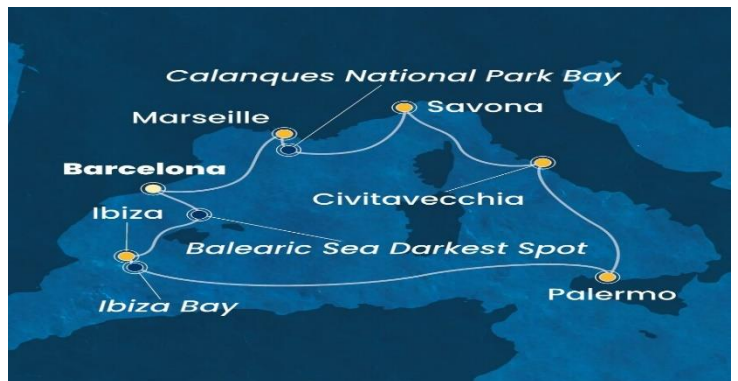 Calanques National Park Bay
Savona
Marseille
Barcelona
Civitavecchia
Ibiza
Balearic Sea Darkest Spot
Palermo
Ibiza Bay